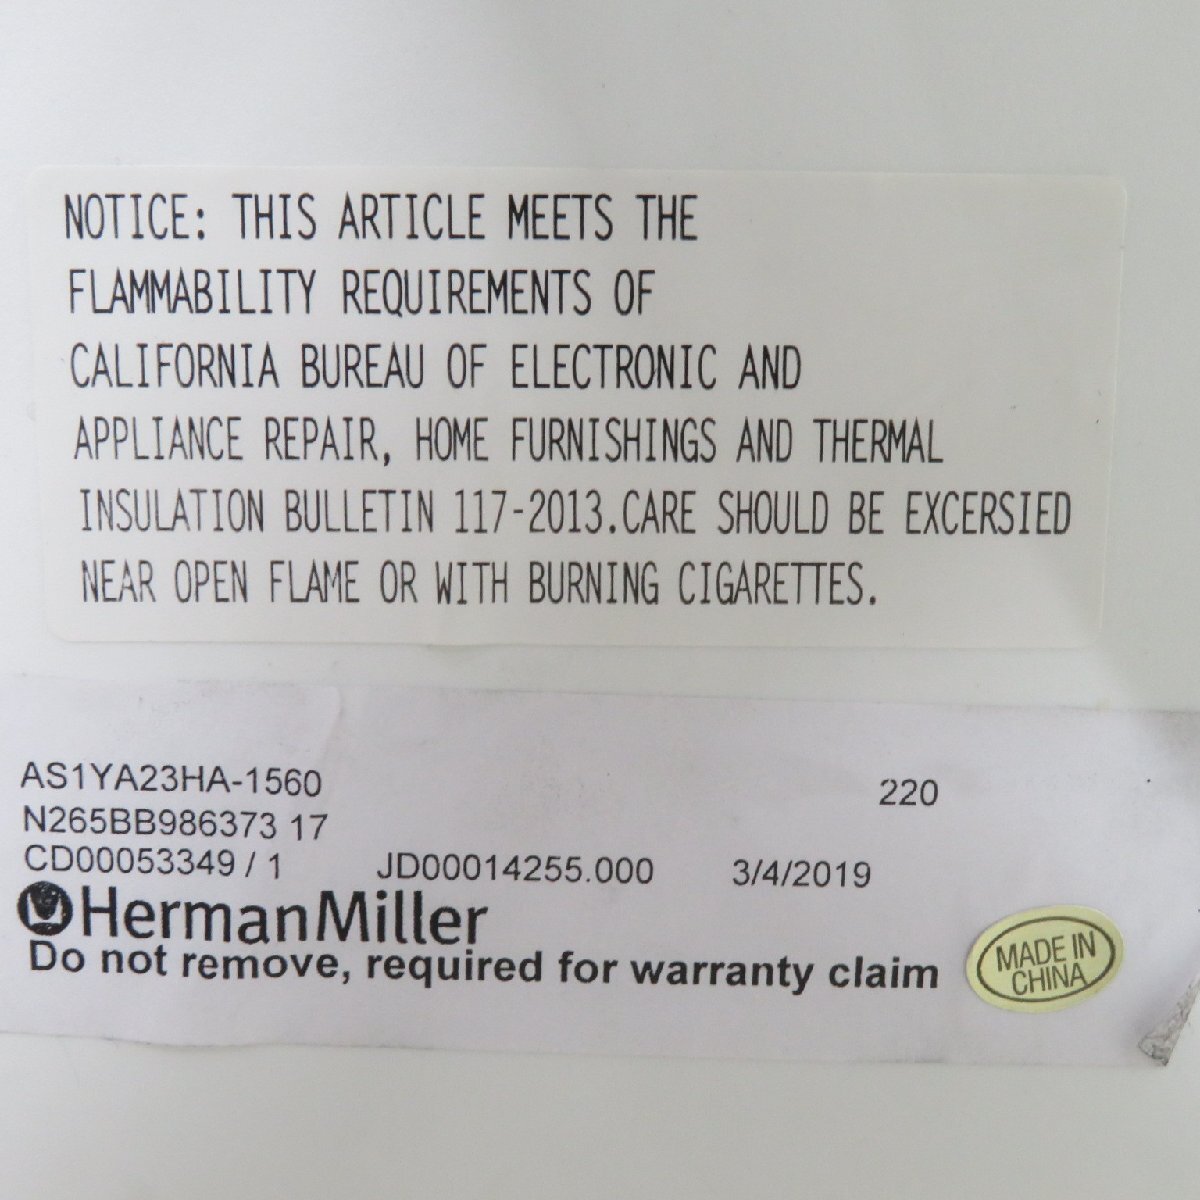 NOTICE: THIS ARTICLE MEETS THE
FLAMMABILITY REQUIREMENTS OF
CALIFORNIA BUREAU OF ELECTRONIC AND
APPLIANCE REPAIR, HOME FURNISHINGS AND THERMAL
INSULATION BULLETIN 117-2013.CARE SHOULD BE EXCERSIED
NEAR OPEN FLAME OR WITH BURNING CIGARETTES.
AS1YA23HA-1560 220
N265BB986373 17
CD00053349 / 1 JD00014255.000 3/4/2019
HermanMiller
Do not remove, required for warranty claim
MADE IN
CHINA